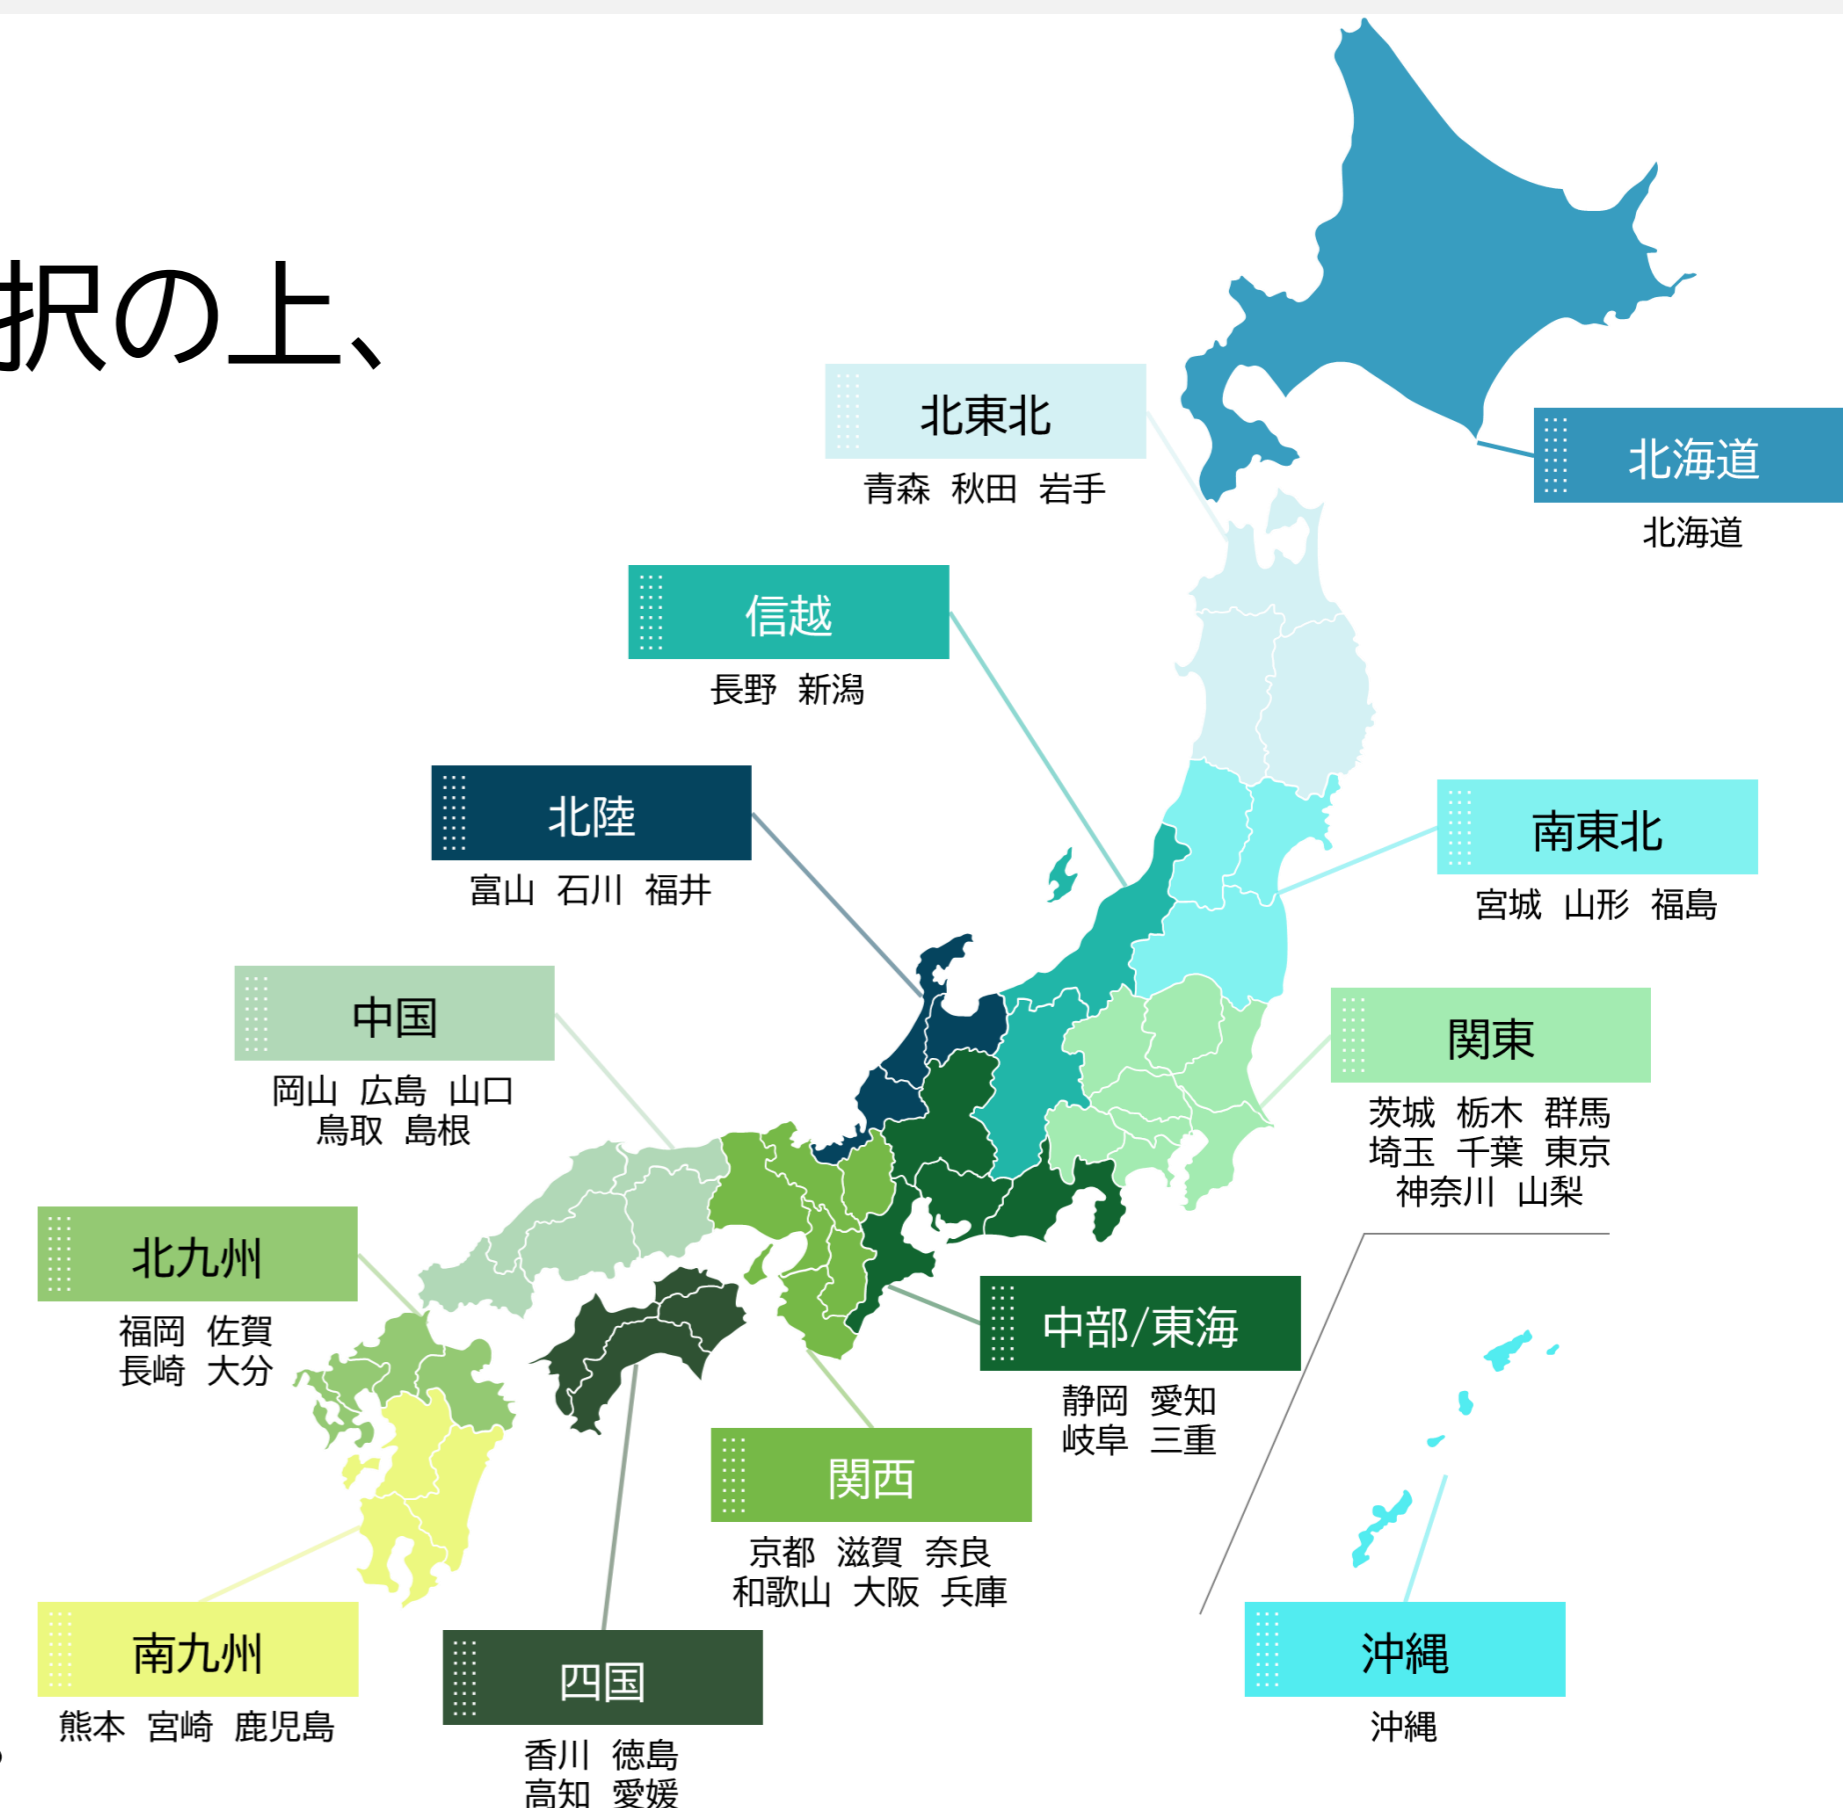 択の上、
北海道
北海道
北東北
青森 秋田 岩手
信越
長野 新潟
北陸
富山 石川 福井
南東北
宮城 山形 福島
中国
岡山 広島 山口
鳥取 島根
関東
茨城 栃木 群馬
埼玉 千葉 東京
神奈川 山梨
北九州
福岡 佐賀
長崎 大分
中部/東海
静岡 愛知
岐阜 三重
関西
京都 滋賀 奈良
和歌山 大阪 兵庫
南九州
熊本 宮崎 鹿児島
四国
香川 徳島
高知 愛媛
沖縄
沖縄